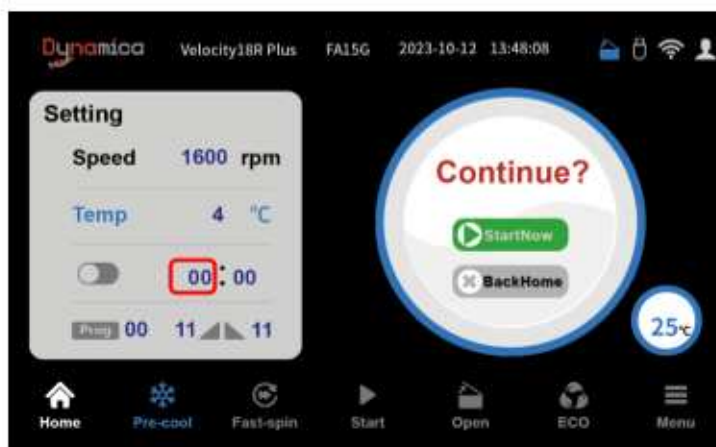 Dynamica Velocity18R Plus FA15G 2023-10-12 13:48:08
Setting
Speed 1600 rpm
Temp 4 °C
00 : 00
Prog 00 11 11
Continue?
StartNow
BackHome
25℃
Home Pre-cool Fast-spin Start Open ECO Menu